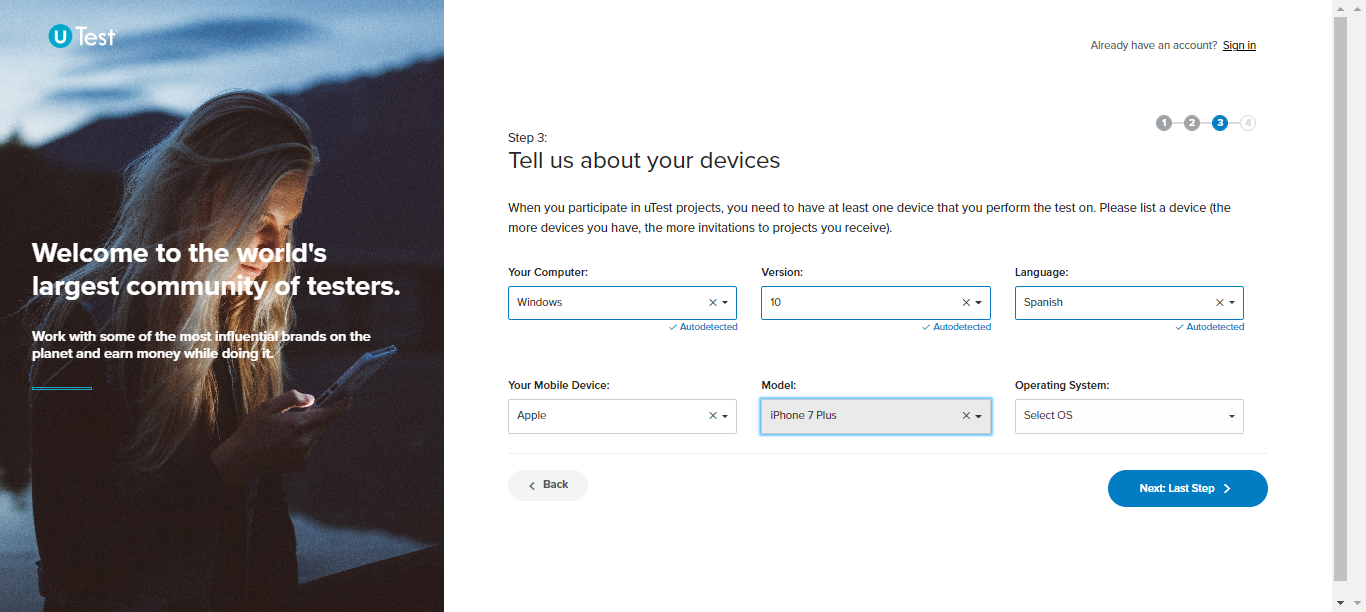 U Test
Already have an account? Sign in
1 2 3 4
Step 3:
Tell us about your devices
When you participate in uTest projects, you need to have at least one device that you perform the test on. Please list a device (the
more devices you have, the more invitations to projects you receive).
Welcome to the world's
largest community of testers.
Work with some of the most influential brands on the
planet and earn money while doing it.
Your Computer: Version: Language:
Windows 10 Spanish
Autodetected Autodetected Autodetected
Your Mobile Device: Model: Operating System:
Apple iPhone 7 Plus Select OS
Back Next: Last Step